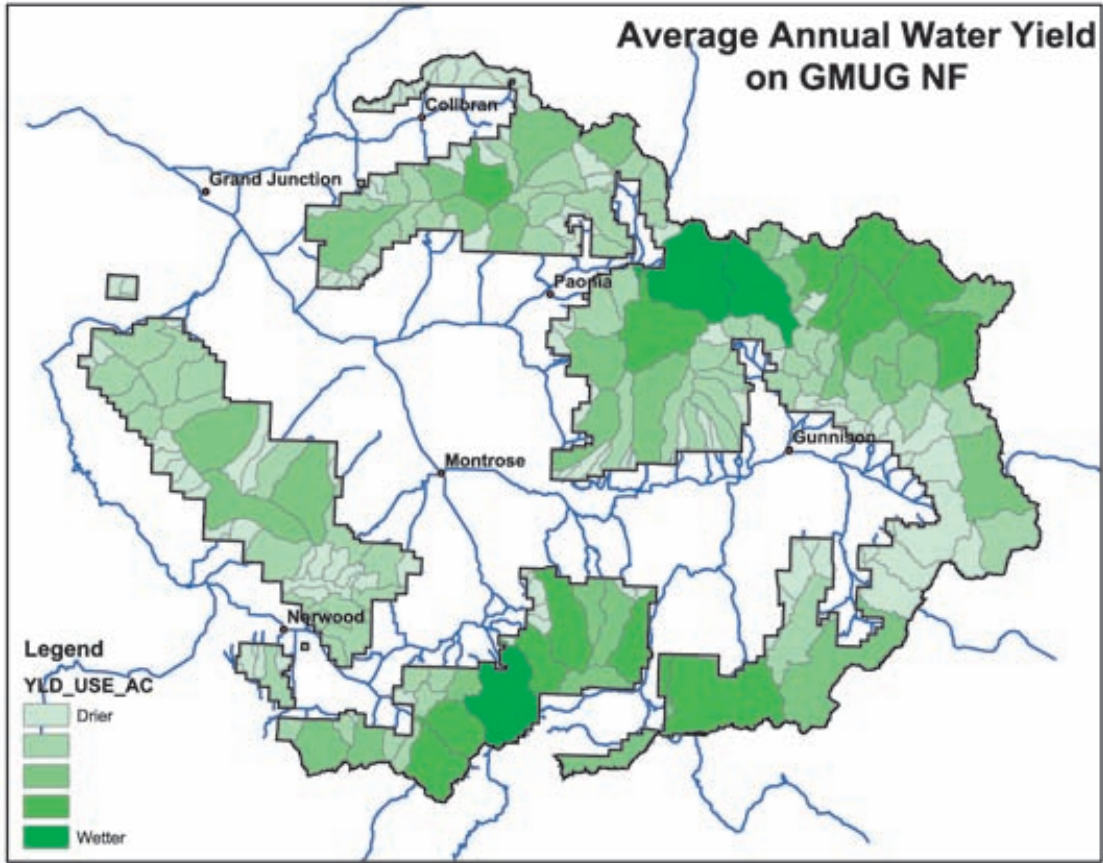 Average Annual Water Yield
on GMUG NF
Collbran
Grand Junction
Paonia
Gunnison
Montrose
Norwood
Legend
YLD_USE_AC
Drier
Wetter